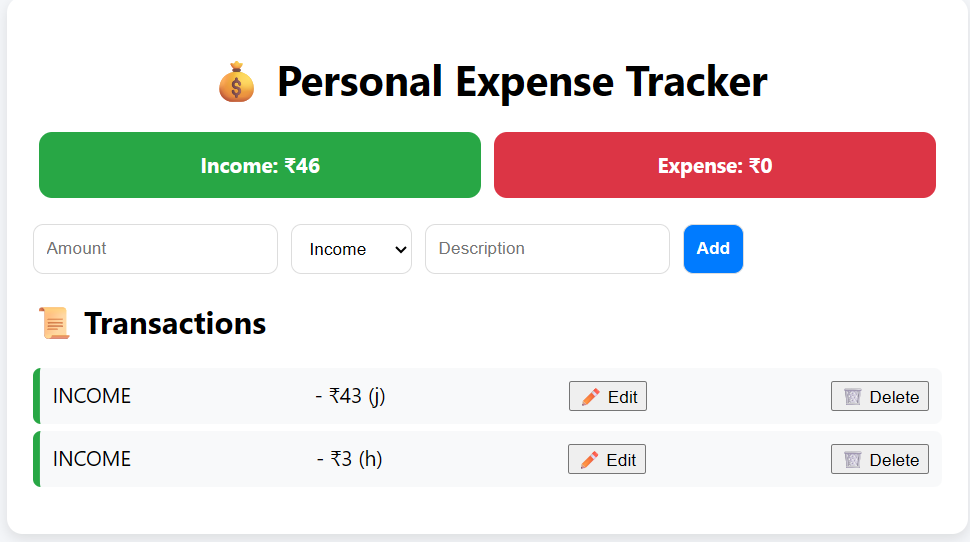 Personal Expense Tracker
Income: ₹46 Expense: ₹0
Amount Income Description Add
Transactions
INCOME - ₹43 (j) Edit Delete
INCOME - ₹3 (h) Edit Delete